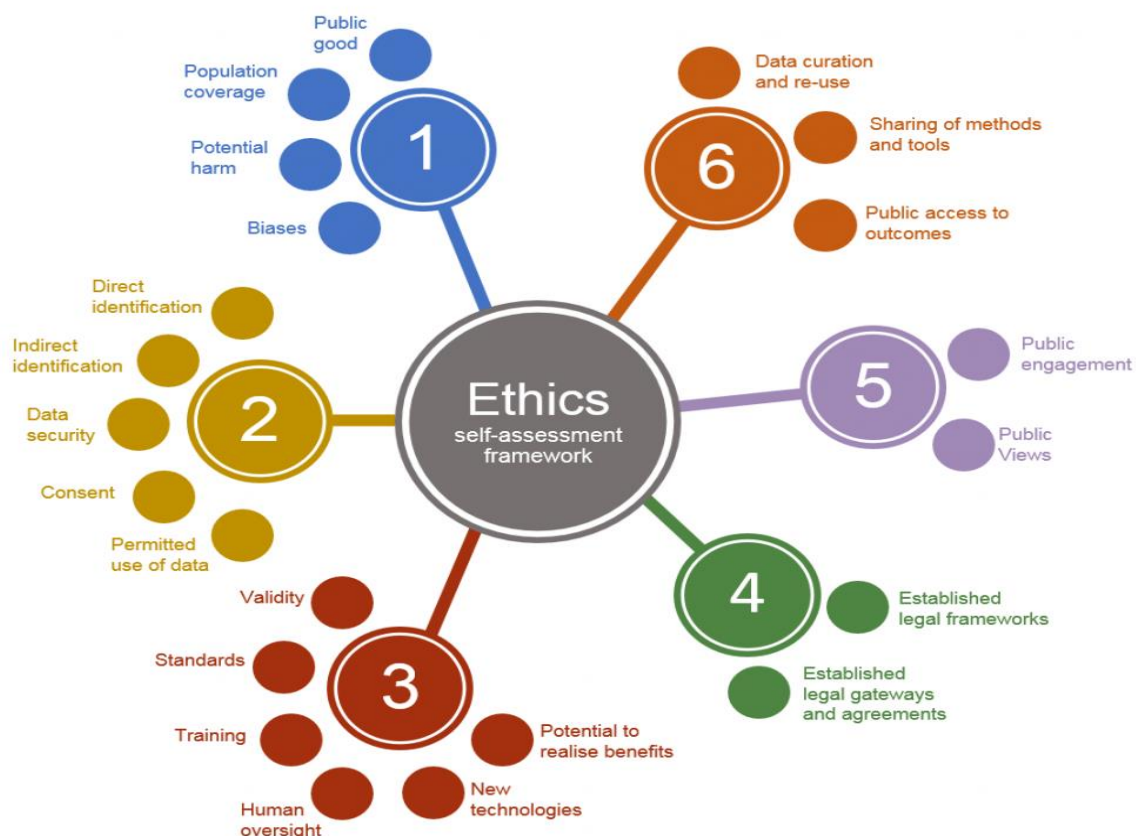 Public
good
Population
coverage
Potential
harm
Biases
1
Direct
identification
Indirect
identification
Data
security
Consent
Permitted
use of data
2
Validity
Standards
Training
Human
oversight
New
technologies
Potential to
realise benefits
3
Ethics
self-assessment
framework
Established
legal frameworks
Established
legal gateways
and agreements
4
Public
engagement
Public
Views
5
Data curation
and re-use
Sharing of methods
and tools
Public access to
outcomes
6